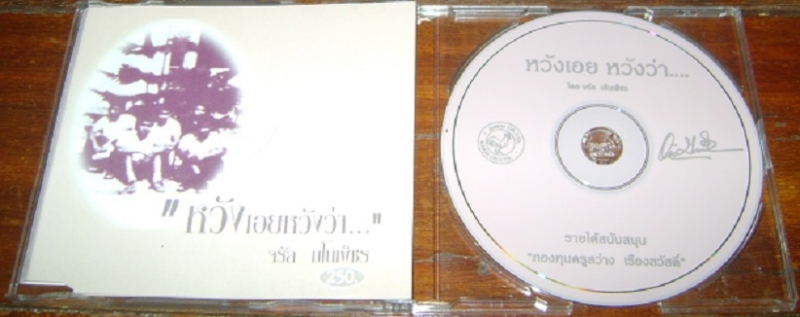 "หวังเอยหวังว่า..."
จรัล มโนเพ็ชร
250.
หวังเอย หวังว่า....
โดย จรัล มโนเพ็ชร
รายได้สนับสนุน
"กองทุนครูสว่าง เรืองสวัสดิ์"